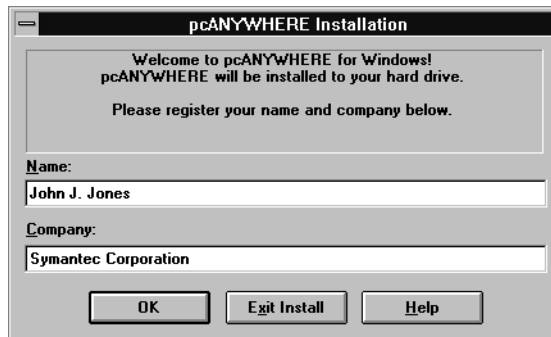 pcANYWHERE Installation
Welcome to pcANYWHERE for Windows!
pcANYWHERE will be installed to your hard drive.
Please register your name and company below.
Name:
John J. Jones
Company:
Symantec Corporation
OK Exit Install Help